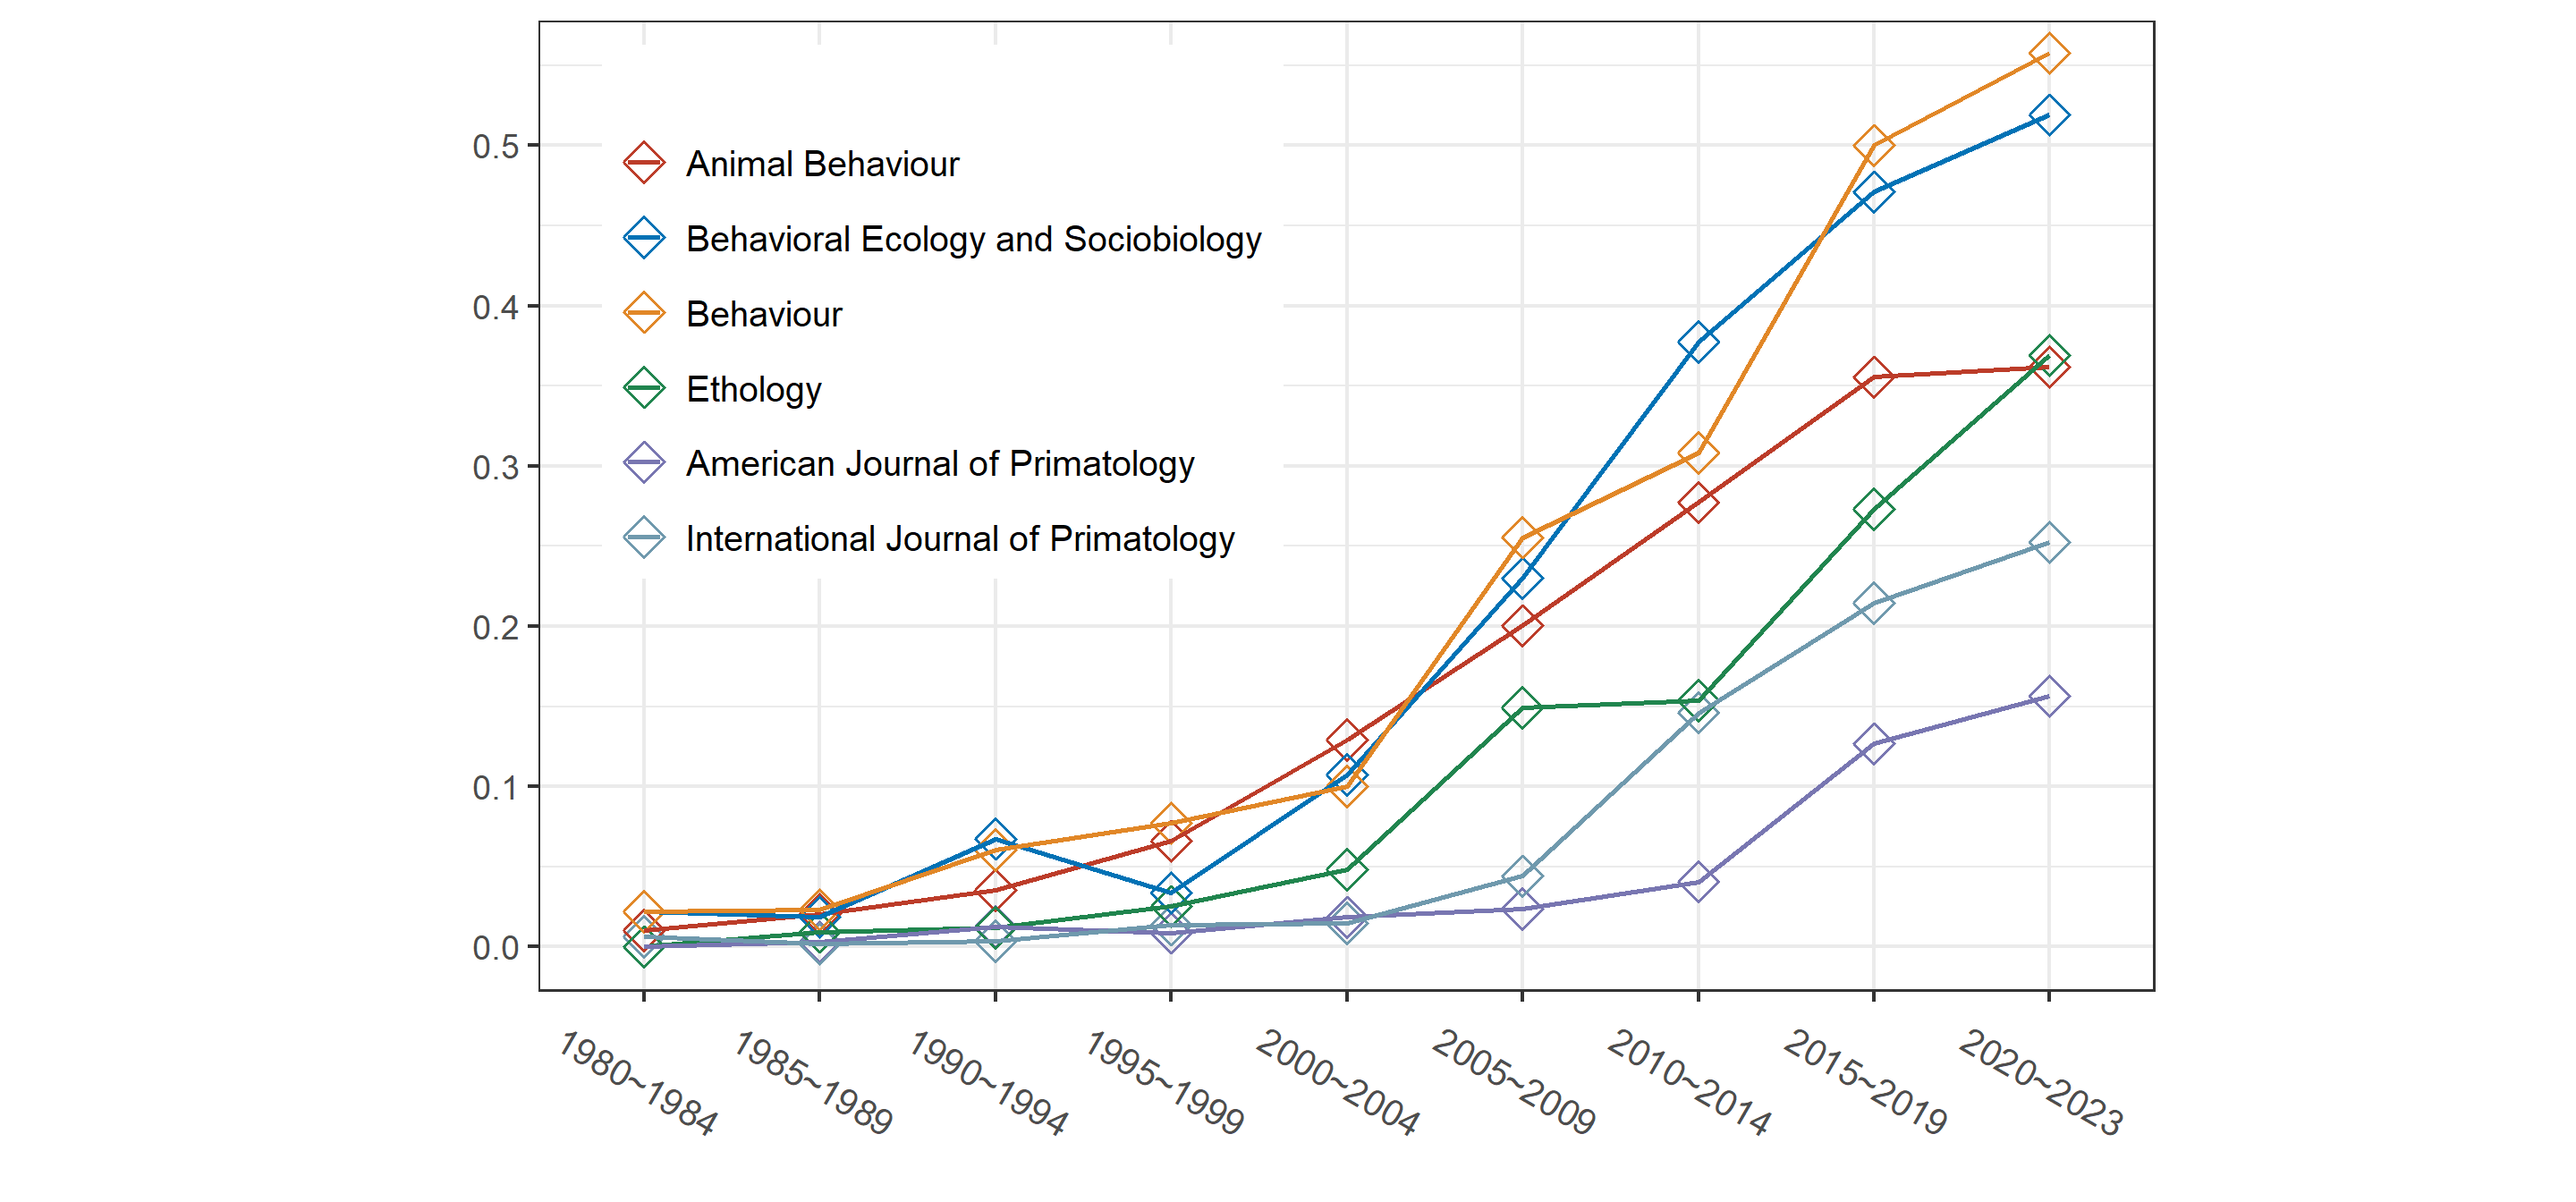 0.5
0.4
0.3
0.2
0.1
0.0
Animal Behaviour
Behavioral Ecology and Sociobiology
Behaviour
Ethology
American Journal of Primatology
International Journal of Primatology
1980~1984
1985~1989
1990~1994
1995~1999
2000~2004
2005~2009
2010~2014
2015~2019
2020~2023